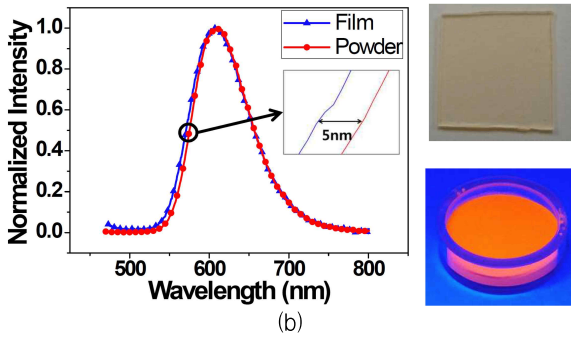 Film
Powder
5nm
Normalized Intensity
1.0
0.8
0.6
0.4
0.2
0.0
500 600 700 800
Wavelength (nm)
(b)